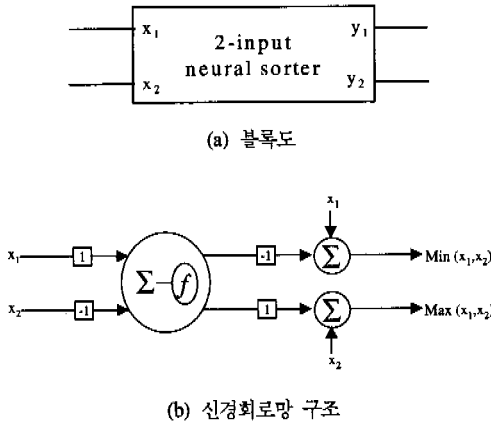 x1 2-input y1
x2 neural sorter y2
(a) 블록도
x1
x1 1 Σ f -1 Σ Min (x1,x2)
x2 -1 1 Σ Max (x1,x2)
x2
(b) 신경회로망 구조